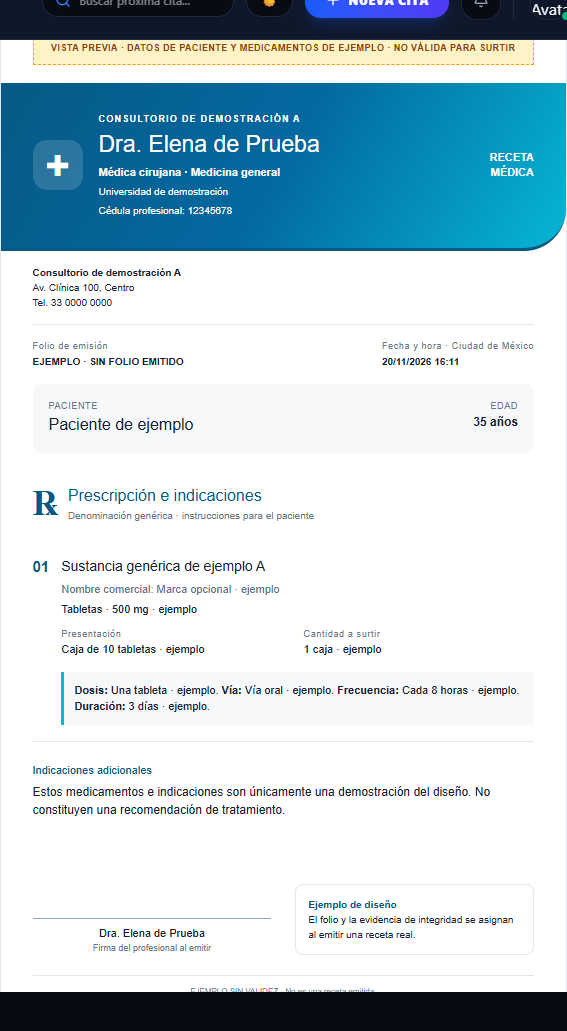 Buscar próxima cita...
NUEVA CITA
Avata
VISTA PREVIA · DATOS DE PACIENTE Y MEDICAMENTOS DE EJEMPLO · NO VÁLIDA PARA SURTIR
CONSULTORIO DE DEMOSTRACIÓN A
Dra. Elena de Prueba
Médica cirujana · Medicina general
Universidad de demostración
Cédula profesional: 12345678
RECETA
MÉDICA
Consultorio de demostración A
Av. Clínica 100, Centro
Tel. 33 0000 0000
Folio de emisión
EJEMPLO · SIN FOLIO EMITIDO
Fecha y hora · Ciudad de México
20/11/2026 16:11
PACIENTE
Paciente de ejemplo
EDAD
35 años
℞ Prescripción e indicaciones
Denominación genérica · instrucciones para el paciente
01 Sustancia genérica de ejemplo A
Nombre comercial: Marca opcional · ejemplo
Tabletas · 500 mg · ejemplo
Presentación
Caja de 10 tabletas · ejemplo
Cantidad a surtir
1 caja · ejemplo
Dosis: Una tableta · ejemplo. Vía: Vía oral · ejemplo. Frecuencia: Cada 8 horas · ejemplo.
Duración: 3 días · ejemplo.
Indicaciones adicionales
Estos medicamentos e indicaciones son únicamente una demostración del diseño. No
constituyen una recomendación de tratamiento.
Dra. Elena de Prueba
Firma del profesional al emitir
Ejemplo de diseño
El folio y la evidencia de integridad se asignan
al emitir una receta real.
EJEMPLO SIN VALIDEZ · No es una receta emitida